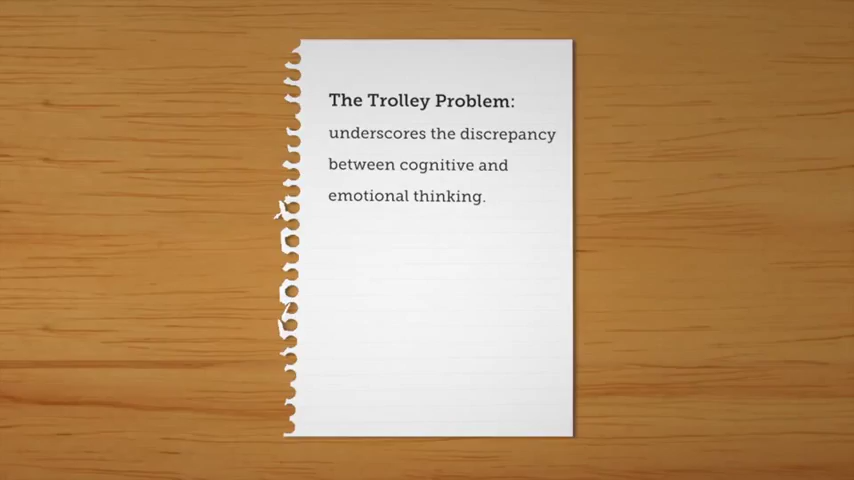 The Trolley Problem:
underscores the discrepancy
between cognitive and
emotional thinking.